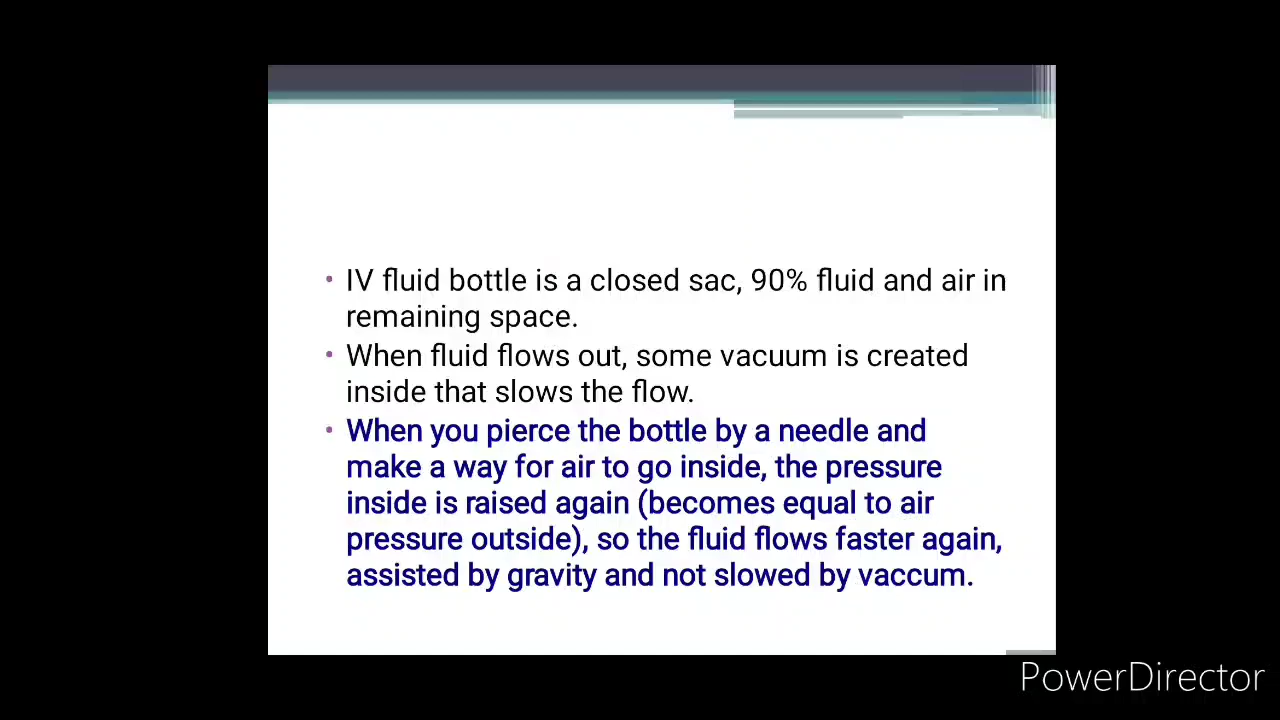 • IV fluid bottle is a closed sac, 90% fluid and air in
remaining space.
• When fluid flows out, some vacuum is created
inside that slows the flow.
• When you pierce the bottle by a needle and
make a way for air to go inside, the pressure
inside is raised again (becomes equal to air
pressure outside), so the fluid flows faster again,
assisted by gravity and not slowed by vaccum.
PowerDirector